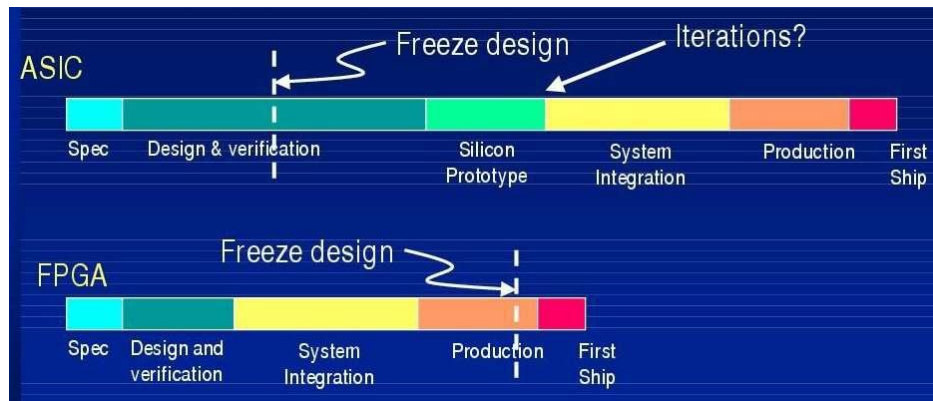 Freeze design
Iterations?
ASIC
Spec
Design & verification
Silicon
Prototype
System
Integration
Production
First
Ship
Freeze design
FPGA
Spec
Design and
verification
System
Integration
Production
First
Ship